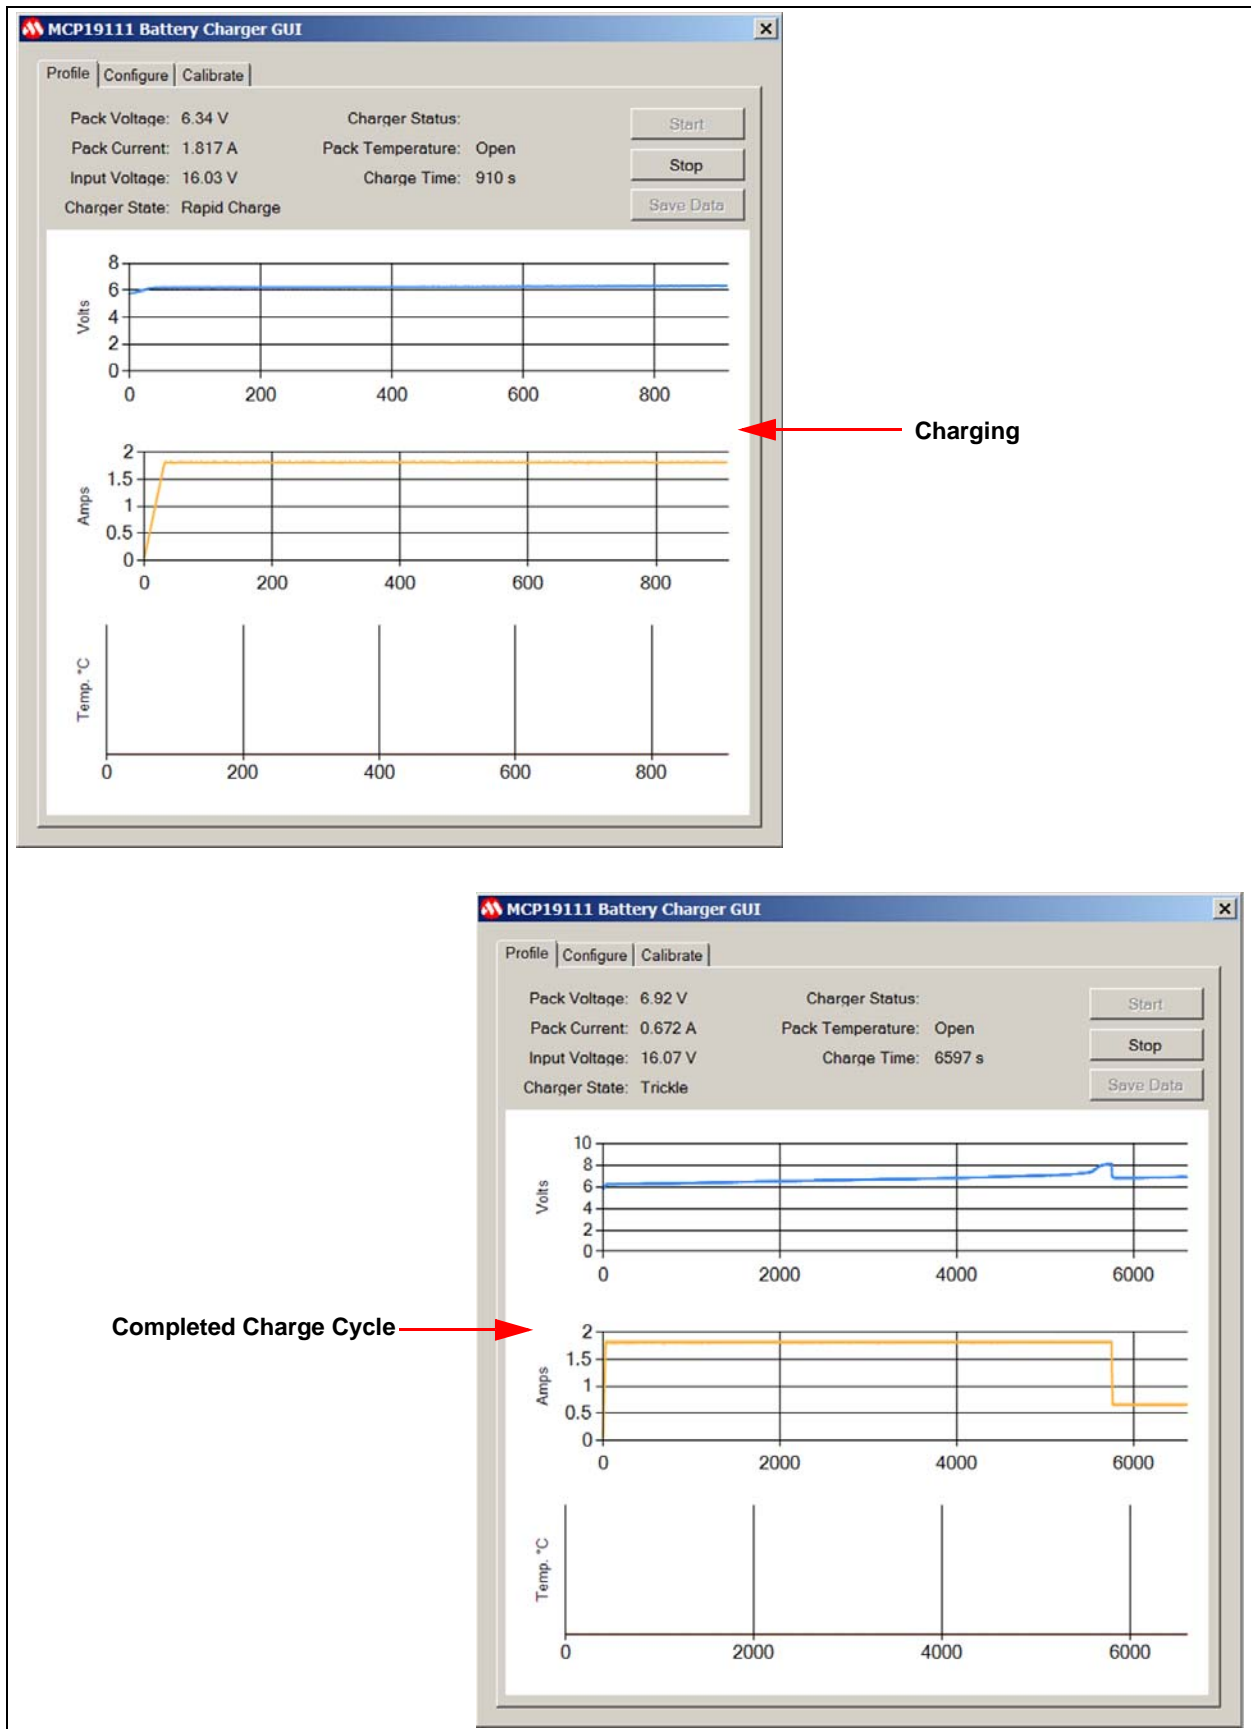 MCP19111 Battery Charger GUI
Profile Configure Calibrate
Pack Voltage: 6.34 V Charger Status: Start
Pack Current: 1.817 A Pack Temperature: Open Stop
Input Voltage: 16.03 V Charge Time: 910 s
Charger State: Rapid Charge Save Data
8
6
4
2
0
Volts
0 200 400 600 800
Charging
2
1.5
1
0.5
0
Amps
0 200 400 600 800
Temp. °C
0 200 400 600 800
MCP19111 Battery Charger GUI
Profile Configure Calibrate
Pack Voltage: 6.92 V Charger Status: Start
Pack Current: 0.672 A Pack Temperature: Open Stop
Input Voltage: 16.07 V Charge Time: 6597 s
Charger State: Trickle Save Data
10
8
6
4
2
0
Volts
0 2000 4000 6000
Completed Charge Cycle
2
1.5
1
0.5
0
Amps
0 2000 4000 6000
Temp. °C
0 2000 4000 6000